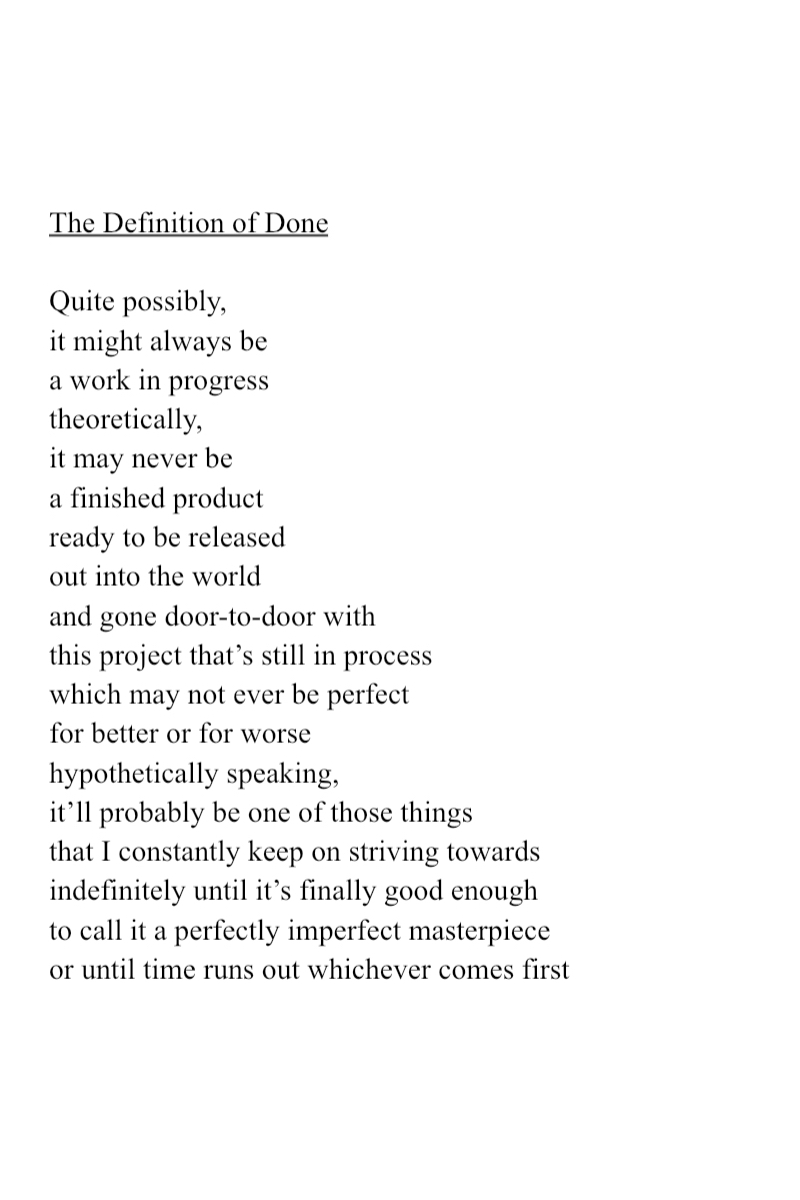 The Definition of Done
Quite possibly,
it might always be
a work in progress
theoretically,
it may never be
a finished product
ready to be released
out into the world
and gone door-to-door with
this project that’s still in process
which may not ever be perfect
for better or for worse
hypothetically speaking,
it’ll probably be one of those things
that I constantly keep on striving towards
indefinitely until it’s finally good enough
to call it a perfectly imperfect masterpiece
or until time runs out whichever comes first